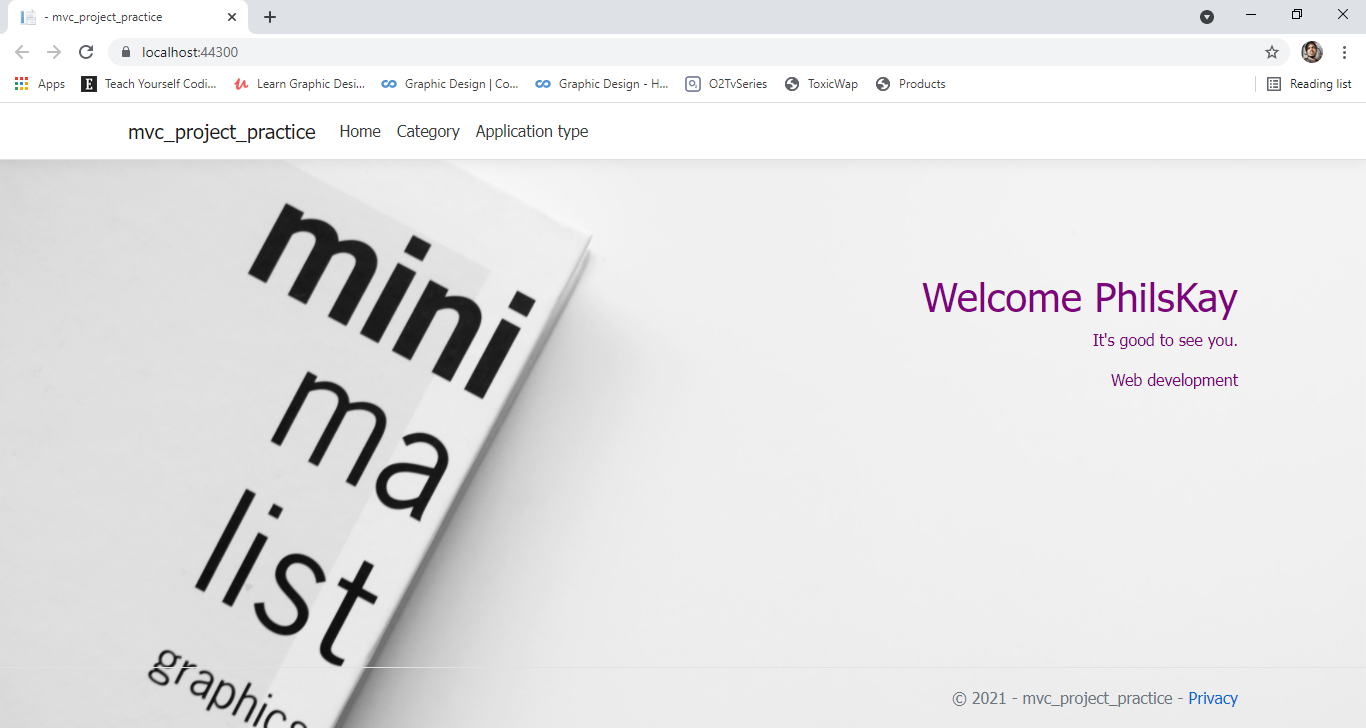 - mvc_project_practice
localhost:44300
Apps
Teach Yourself Codi...
Learn Graphic Desi...
Graphic Design | Co...
Graphic Design - H...
O2TvSeries
ToxicWap
Products
Reading list
mvc_project_practice
Home
Category
Application type
mini
ma
list
graphics
Welcome PhilsKay
It's good to see you.
Web development
© 2021 - mvc_project_practice - Privacy